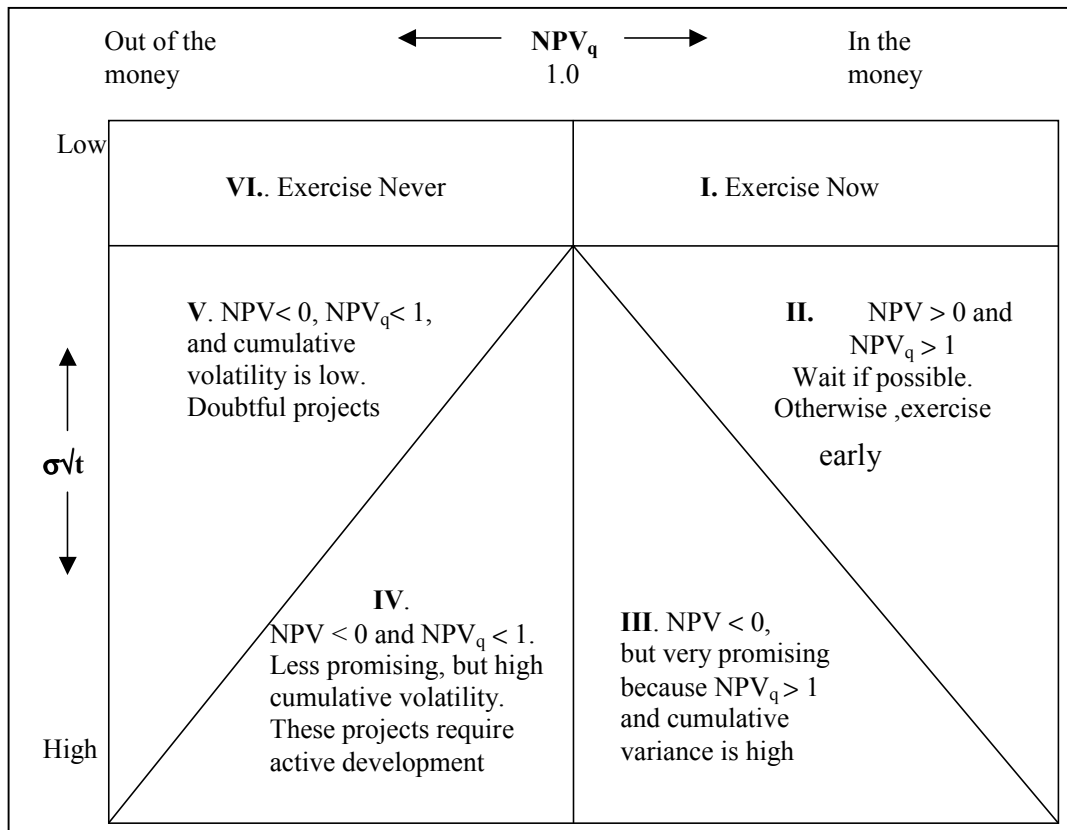 Out of the money
NPVq
1.0
In the money
Low
VI.. Exercise Never
I. Exercise Now
V. NPV< 0, NPVq< 1,
and cumulative
volatility is low.
Doubtful projects
II. NPV > 0 and
NPVq > 1
Wait if possible.
Otherwise ,exercise
early
σ√t
IV.
NPV < 0 and NPVq < 1.
Less promising, but high
cumulative volatility.
These projects require
active development
III. NPV < 0,
but very promising
because NPVq > 1
and cumulative
variance is high
High